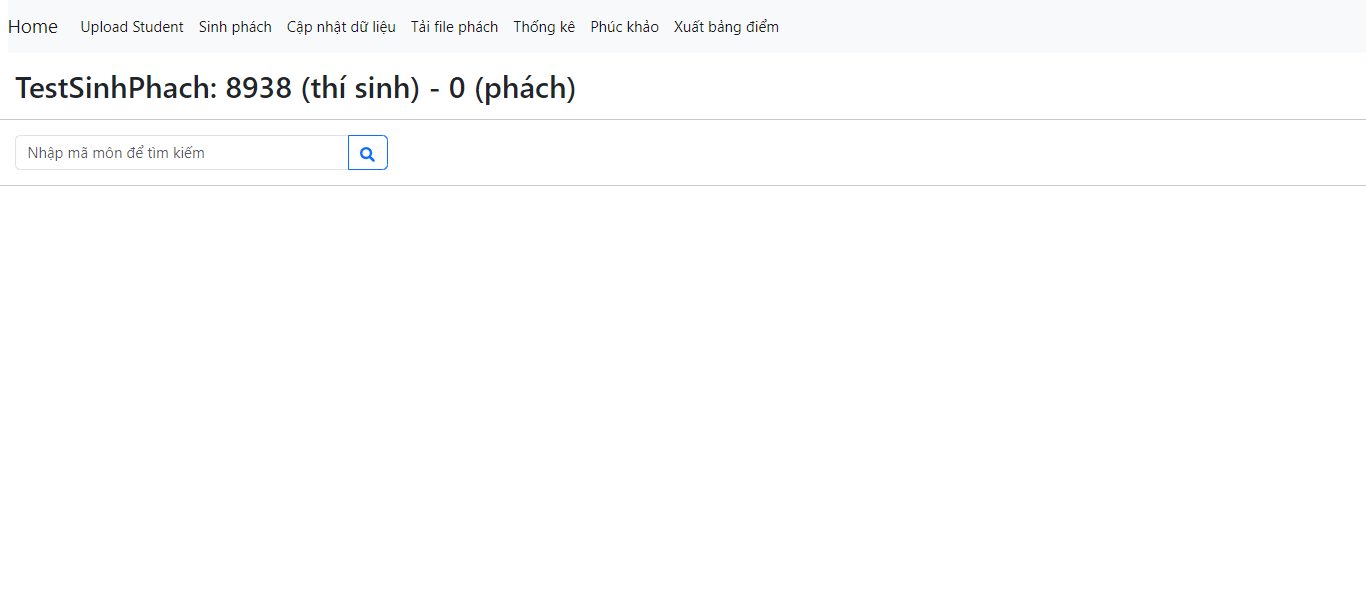 Home Upload Student Sinh phách Cập nhật dữ liệu Tải file phách Thống kê Phúc khảo Xuất bảng điểm
TestSinhPhach: 8938 (thí sinh) - 0 (phách)
Nhập mã môn để tìm kiếm